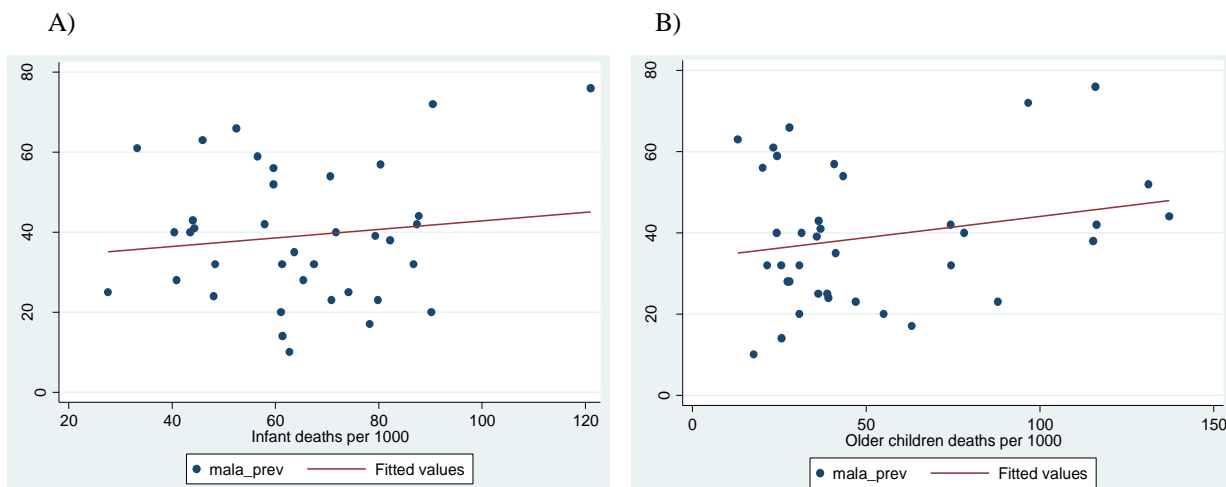 A)
80
60
40
20
0
20 40 60 80 100 120
Infant deaths per 1000
mala_prev Fitted values
B)
80
60
40
20
0
0 50 100 150
Older children deaths per 1000
mala_prev Fitted values